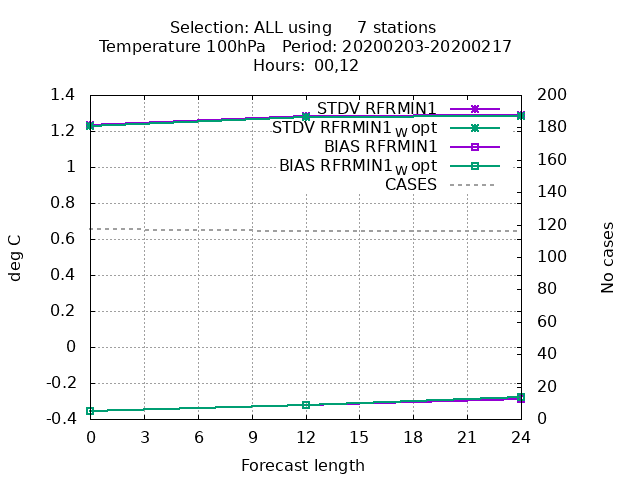 Selection: ALL using 7 stations
Temperature 100hPa Period: 20200203-20200217
Hours: 00,12
1.4
1.2
1
0.8
0.6
0.4
0.2
0
-0.2
-0.4
deg C
STDV RFRMIN1
STDV RFRMIN1w opt
BIAS RFRMIN1
BIAS RFRMIN1w opt
CASES
200
180
160
140
120
100
80
60
40
20
0
No cases
0 3 6 9 12 15 18 21 24
Forecast length